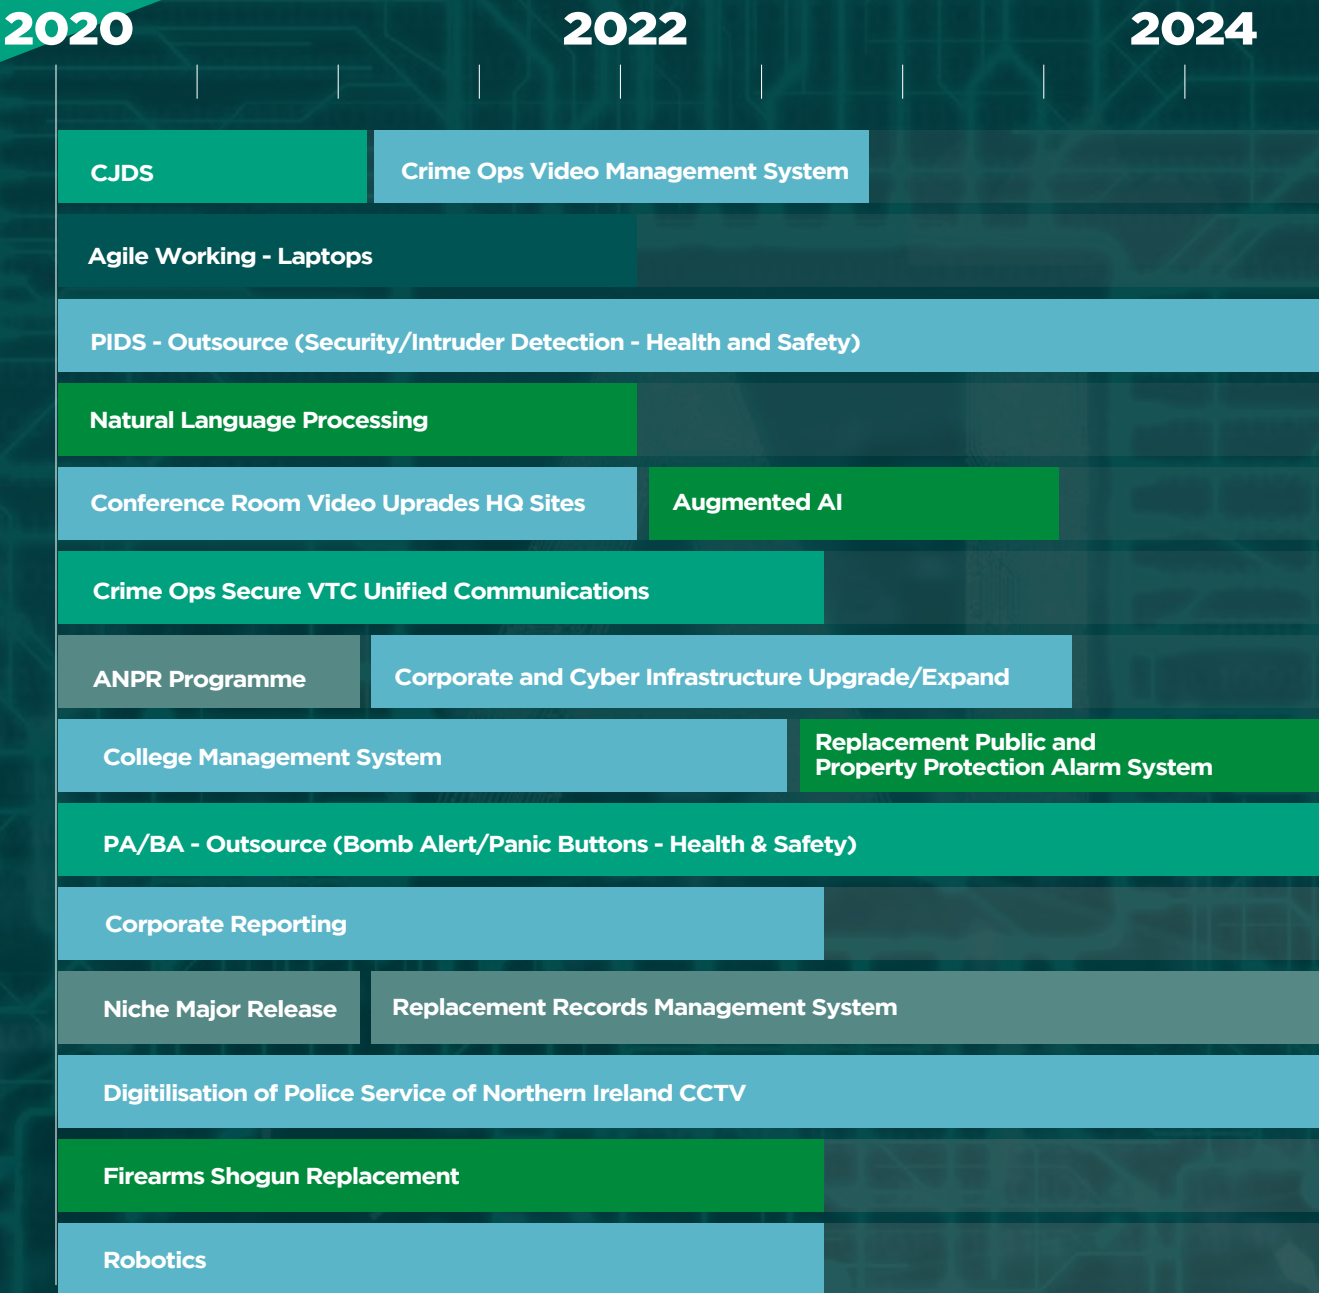 2020 2022 2024
CJDS
Crime Ops Video Management System
Agile Working - Laptops
PIDS - Outsource (Security/Intruder Detection - Health and Safety)
Natural Language Processing
Conference Room Video Uprades HQ Sites
Augmented AI
Crime Ops Secure VTC Unified Communications
ANPR Programme
Corporate and Cyber Infrastructure Upgrade/Expand
College Management System
Replacement Public and
Property Protection Alarm System
PA/BA - Outsource (Bomb Alert/Panic Buttons - Health & Safety)
Corporate Reporting
Niche Major Release
Replacement Records Management System
Digitilisation of Police Service of Northern Ireland CCTV
Firearms Shogun Replacement
Robotics